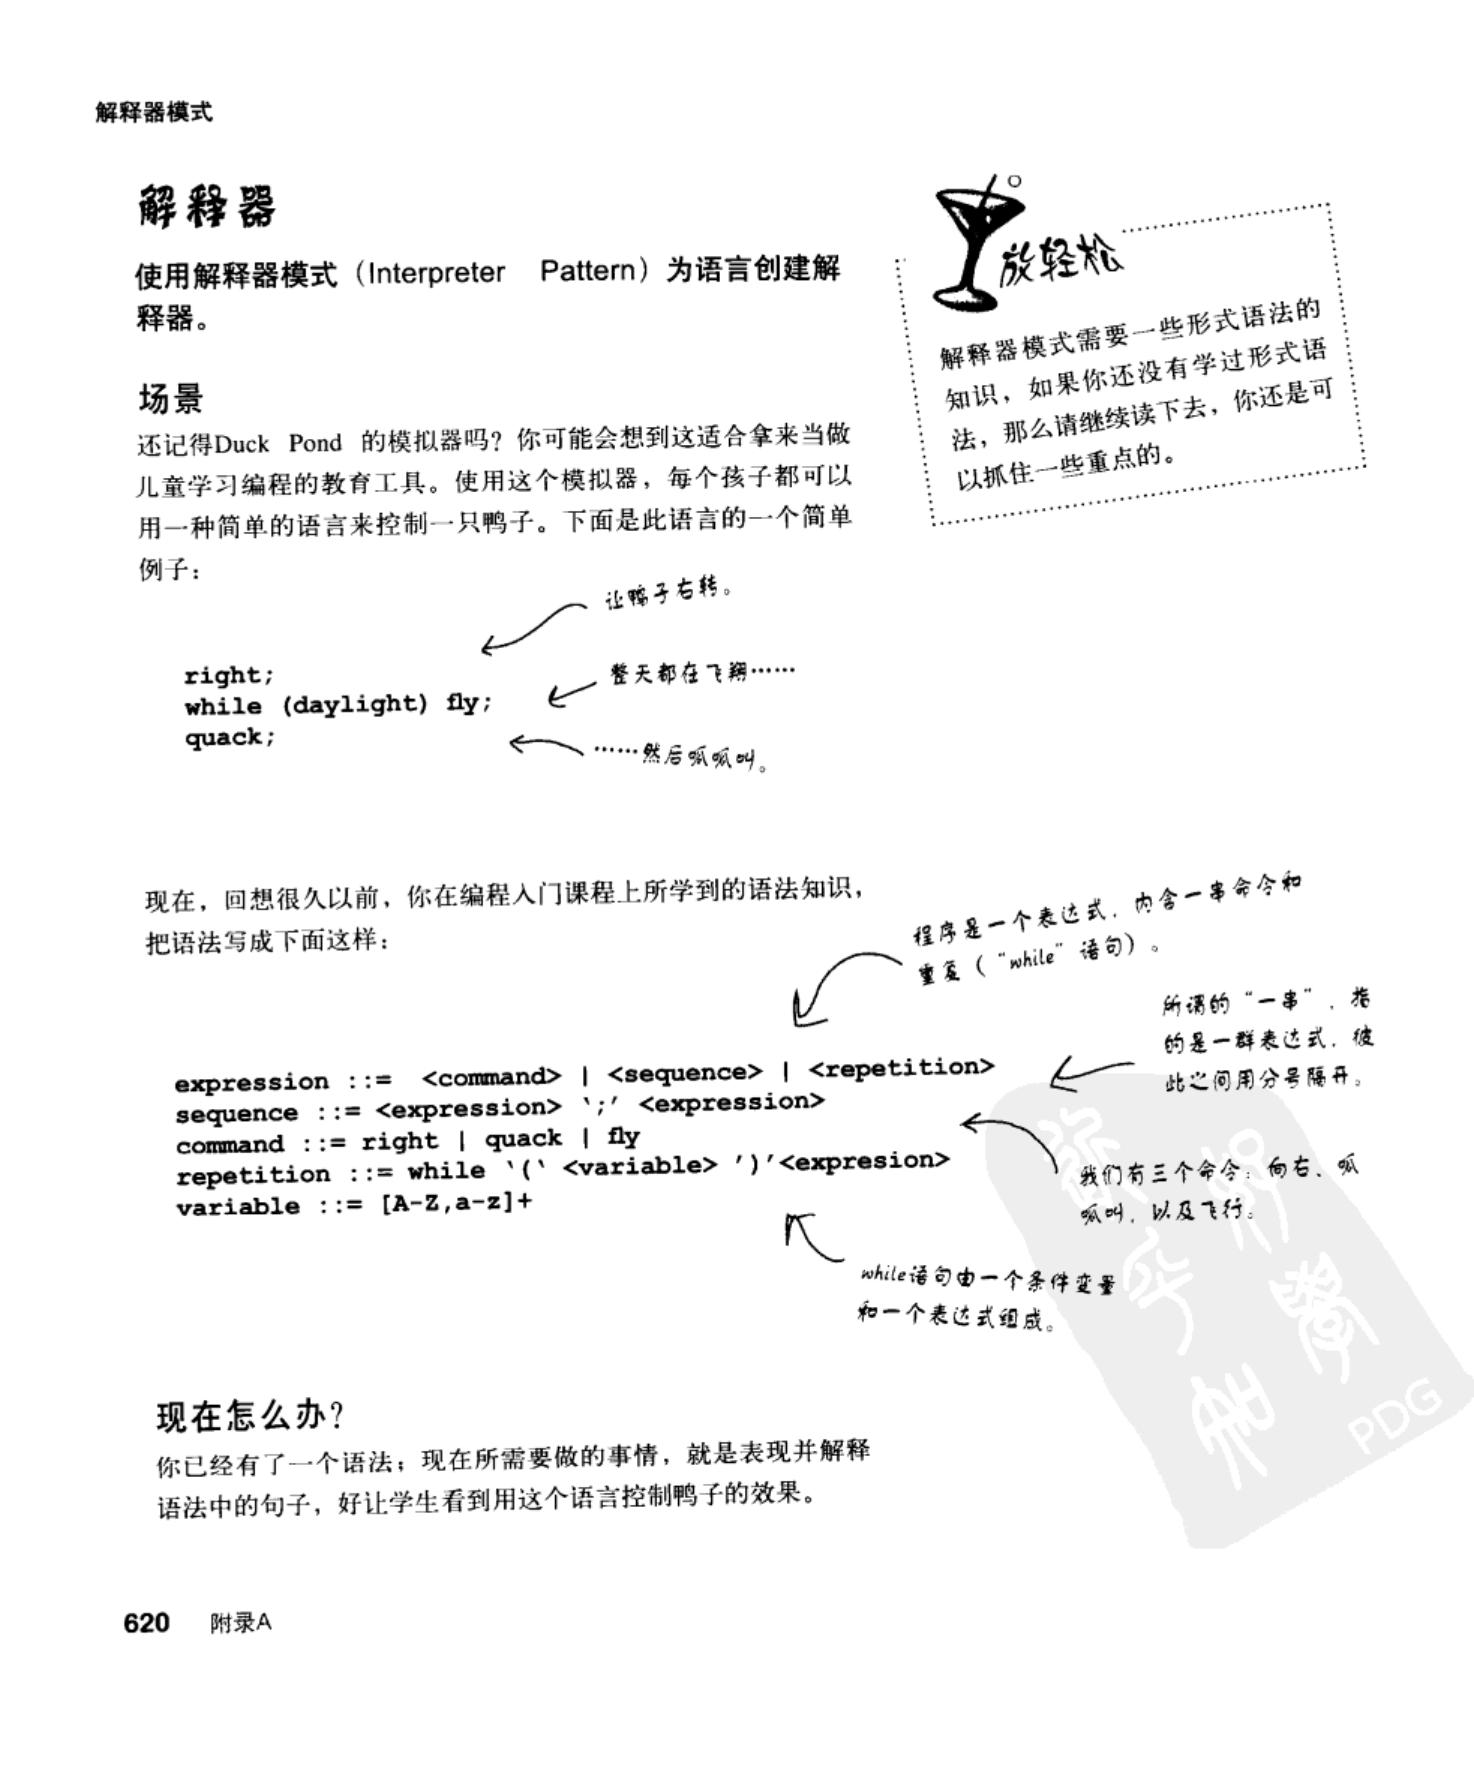 解释器模式
解释器
使用解释器模式（Interpreter Pattern）为语言创建解
释器。
放轻松
解释器模式需要一些形式语法的
知识，如果你还没有学过形式语
法，那么请继续读下去，你还是可
以抓住一些重点的。
场景
还记得Duck Pond 的模拟器吗？你可能会想到这适合拿来当做
儿童学习编程的教育工具。使用这个模拟器，每个孩子都可以
用一种简单的语言来控制一只鸭子。下面是此语言的一个简单
例子：
让鸭子右转。
right;
整天都在飞翔……
while (daylight) fly;
quack;
……然后呱呱叫。
现在，回想很久以前，你在编程入门课程上所学到的语法知识，
把语法写成下面这样：
程序是一个表达式，内含一串命令和
重复（“while”语句）。
所谓的“一串”，指
的是一群表达式，彼
此之间用分号隔开。
expression ::= <command> | <sequence> | <repetition>
sequence ::= <expression> ‘;’ <expression>
command ::= right | quack | fly
repetition ::= while ‘(‘ <variable> ’)’<expresion>
variable ::= [A-Z,a-z]+
我们有三个命令：向右、呱
呱叫，以及飞行。
while语句由一个条件变量
和一个表达式组成。
现在怎么办？
你已经有了一个语法；现在所需要做的事情，就是表现并解释
语法中的句子，好让学生看到用这个语言控制鸭子的效果。
PDG
620 附录A